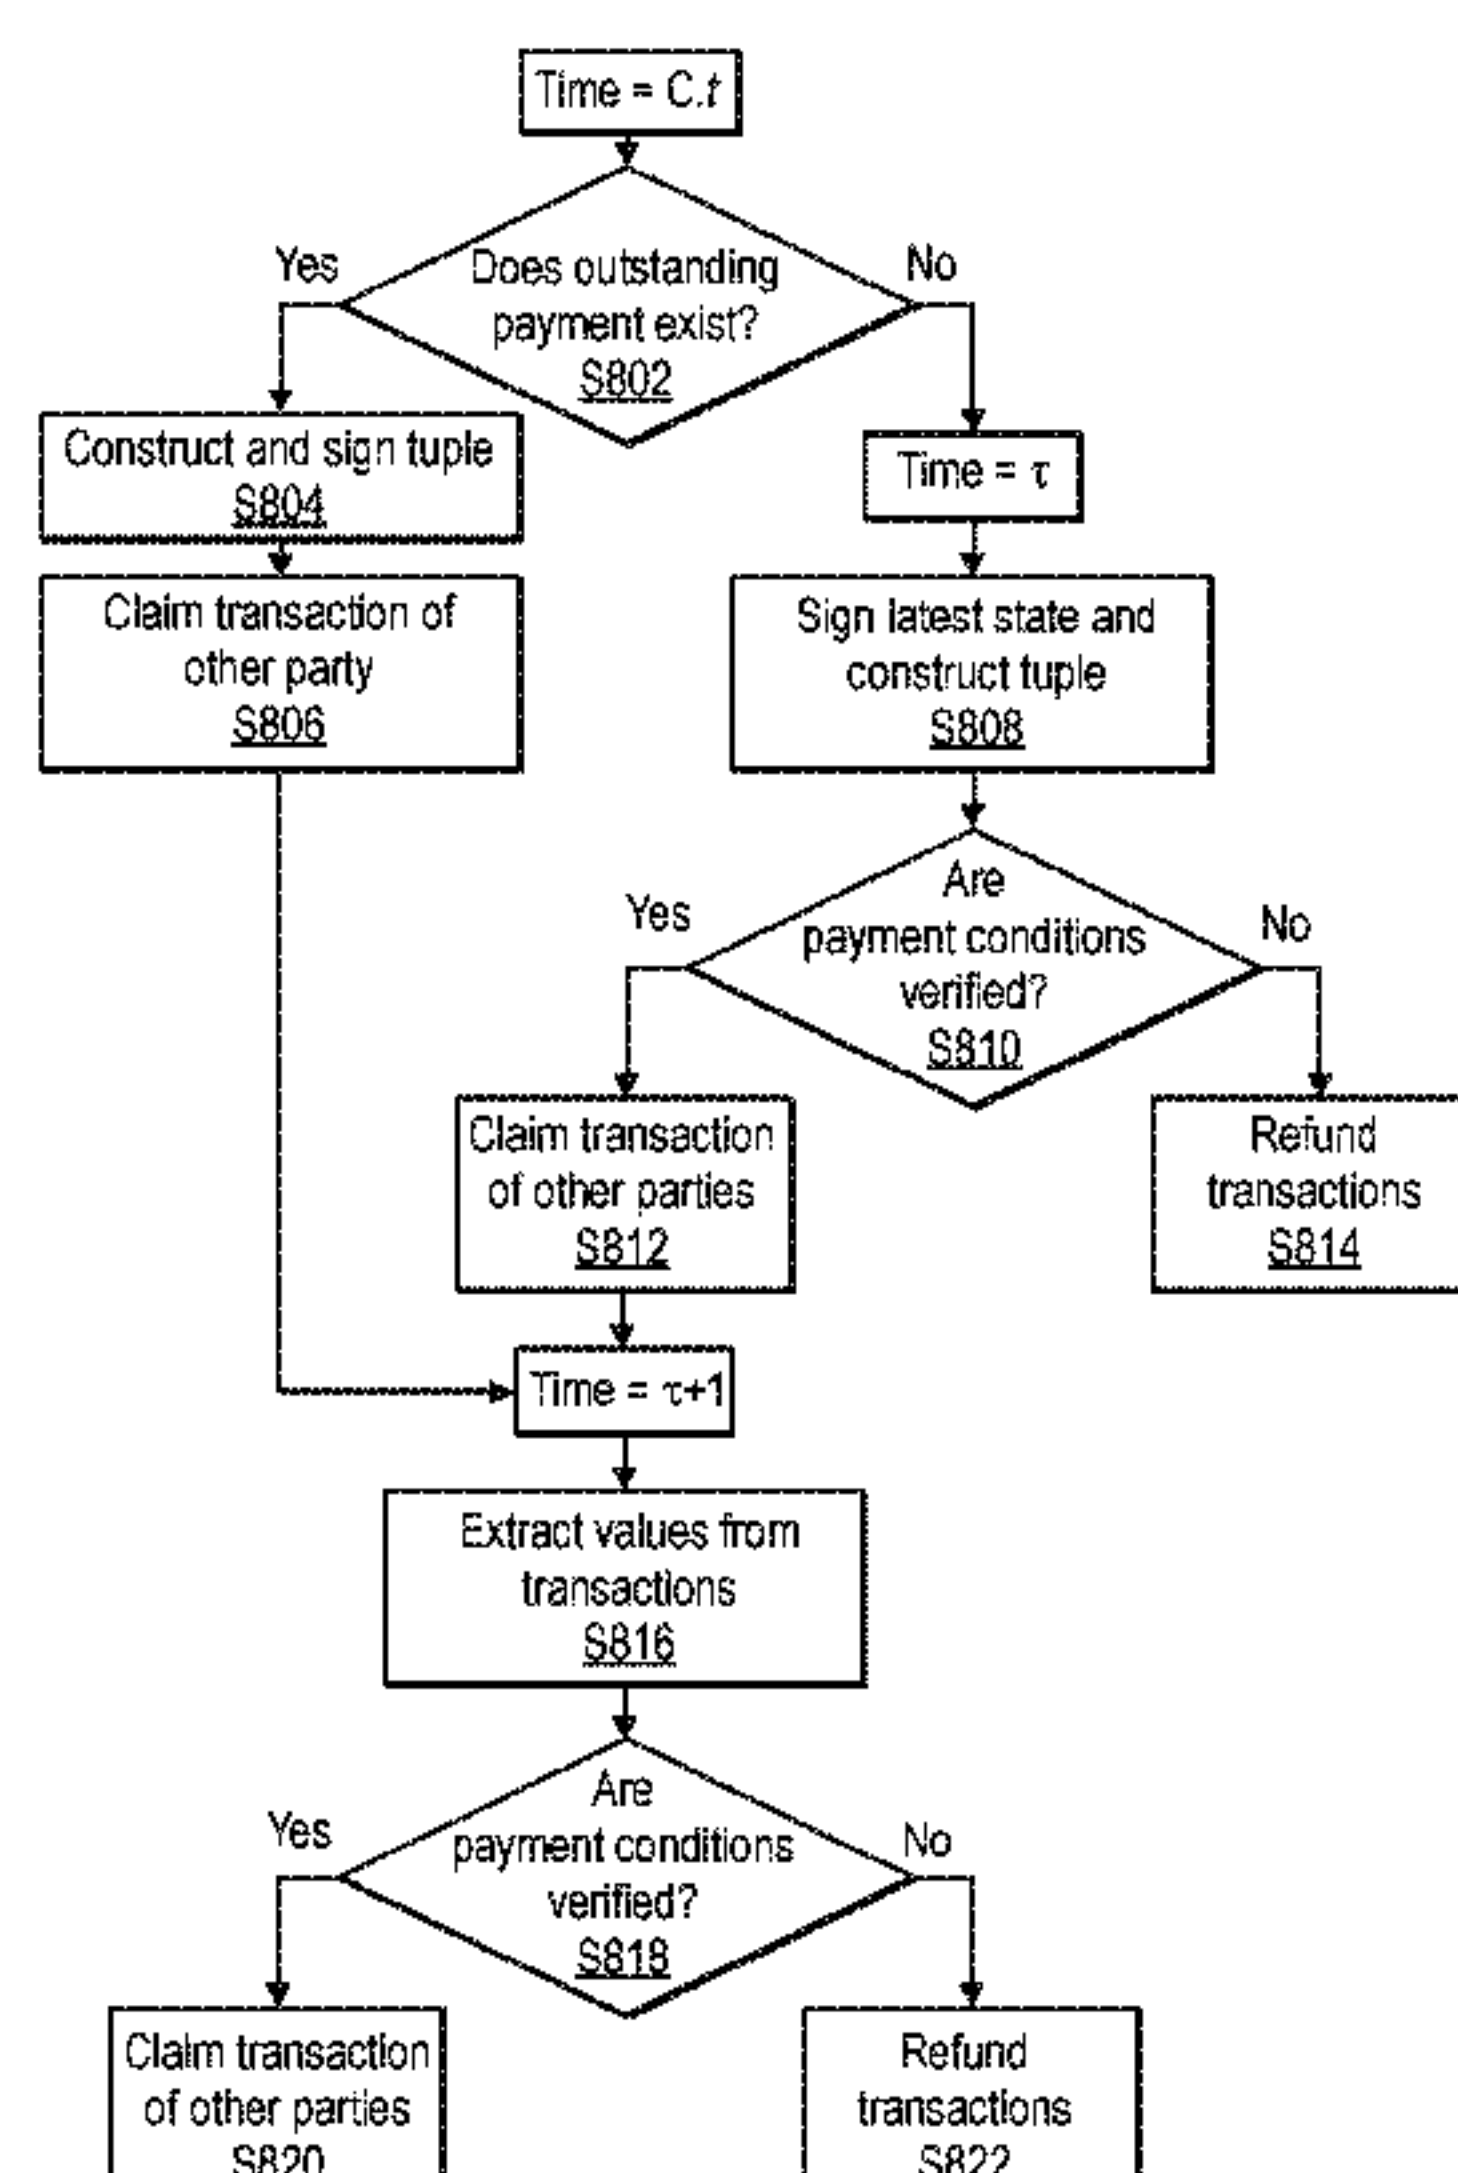 Time = C.t
Does outstanding
payment exist?
S802
Yes
No
Construct and sign tuple
S804
Time = τ
Claim transaction of
other party
S806
Sign latest state and
construct tuple
S808
Are
payment conditions
verified?
S810
Yes
No
Claim transaction
of other parties
S812
Refund
transactions
S814
Time = τ+1
Extract values from
transactions
S816
Are
payment conditions
verified?
S818
Yes
No
Claim transaction
of other parties
S820
Refund
transactions
S822